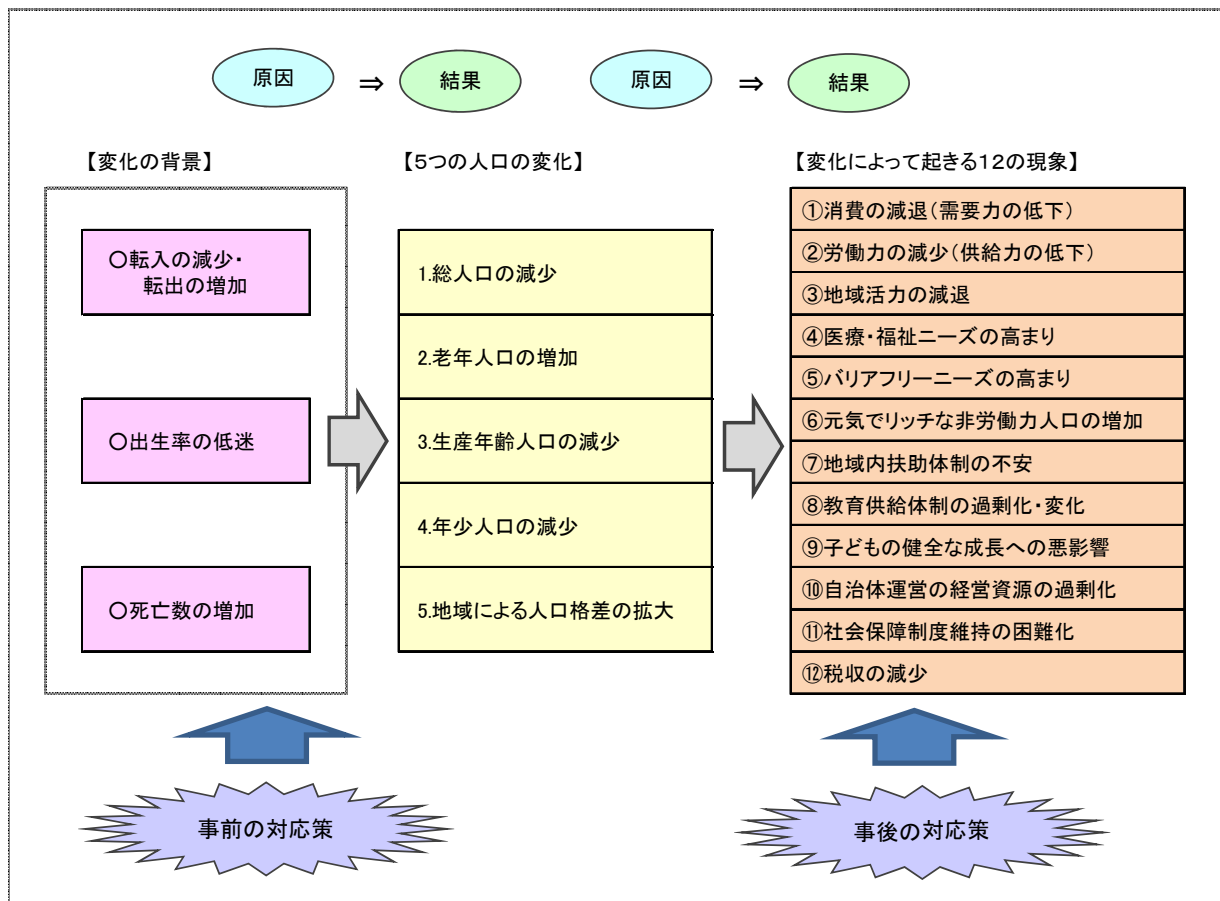 原因 ⇒ 結果 原因 ⇒ 結果
【変化の背景】
○転入の減少・
転出の増加
○出生率の低迷
○死亡数の増加
【5つの人口の変化】
1.総人口の減少
2.老年人口の増加
3.生産年齢人口の減少
4.年少人口の減少
5.地域による人口格差の拡大
【変化によって起きる12の現象】
①消費の減退(需要力の低下)
②労働力の減少(供給力の低下)
③地域活力の減退
④医療・福祉ニーズの高まり
⑤バリアフリーニーズの高まり
⑥元気でリッチな非労働力人口の増加
⑦地域内扶助体制の不安
⑧教育供給体制の過剰化・変化
⑨子どもの健全な成長への悪影響
⑩自治体運営の経営資源の過剰化
⑪社会保障制度維持の困難化
⑫税収の減少
事前の対応策
事後の対応策